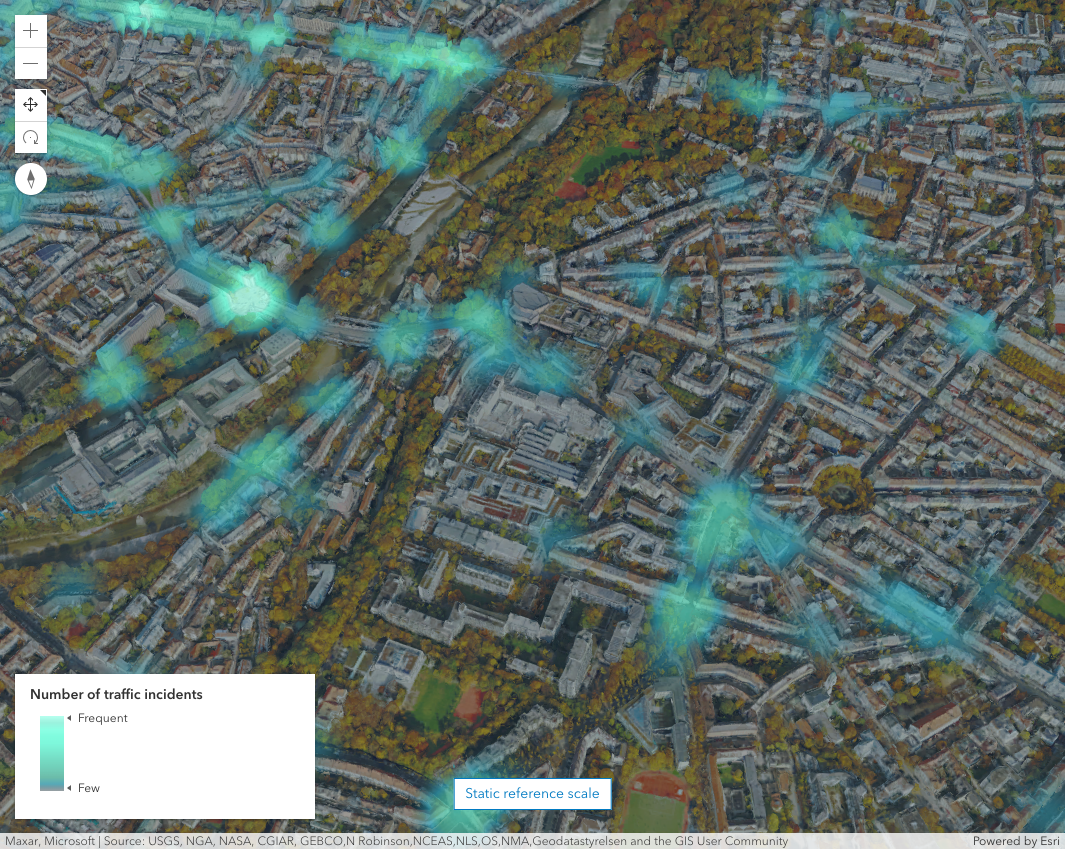 Number of traffic incidents
Frequent
Few
Static reference scale
Maxar, Microsoft | Source: USGS, NGA, NASA, CGIAR, GEBCO,N Robinson,NCEAS,NLS,OS,NMA,Geodatastyrelsen and the GIS User Community
Powered by Esri